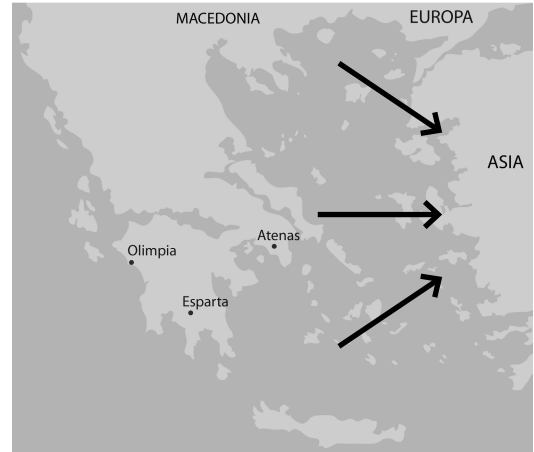 MACEDONIA
EUROPA
ASIA
Atenas
Olimpia
Esparta